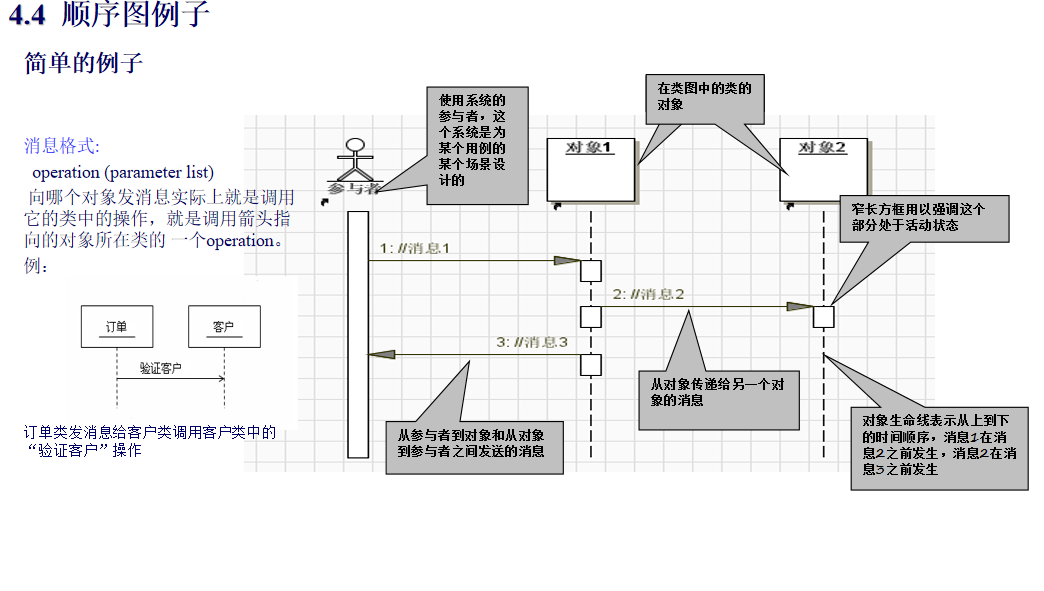 4.4 顺序图例子
简单的例子
消息格式:
operation (parameter list)
向哪个对象发消息实际上就是调用
它的类中的操作，就是调用箭头指
向的对象所在类的 一个operation。
例：
订单
客户
验证客户
订单类发消息给客户类调用客户类中的
“验证客户”操作
使用系统的
参与者，这
个系统是为
某个用例的
某个场景设
计的
在类图中的类的
对象
参与者
对象1
对象2
窄长方框用以强调这个
部分处于活动状态
1: //消息1
2: //消息2
3: //消息3
从对象传递给另一个对
象的消息
从参与者到对象和从对象
到参与者之间发送的消息
对象生命线表示从上到下
的时间顺序，消息1在消
息2之前发生，消息2在消
息3之前发生